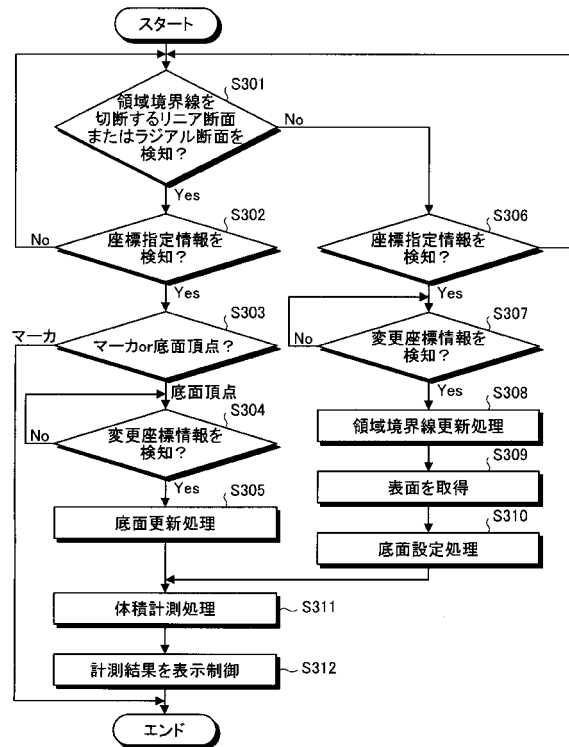 スタート
S301
領域境界線を
切断するリニア断面
またはラジアル断面を
検知？
No
Yes
S302
座標指定情報を
検知？
No
Yes
S306
座標指定情報を
検知？
Yes
S303
マーカor底面頂点？
マーカ
底面頂点
S307
変更座標情報を
検知？
No
Yes
S304
変更座標情報を
検知？
No
Yes
S308
領域境界線更新処理
S309
表面を取得
S305
底面更新処理
S310
底面設定処理
体積計測処理
S311
計測結果を表示制御
S312
エンド